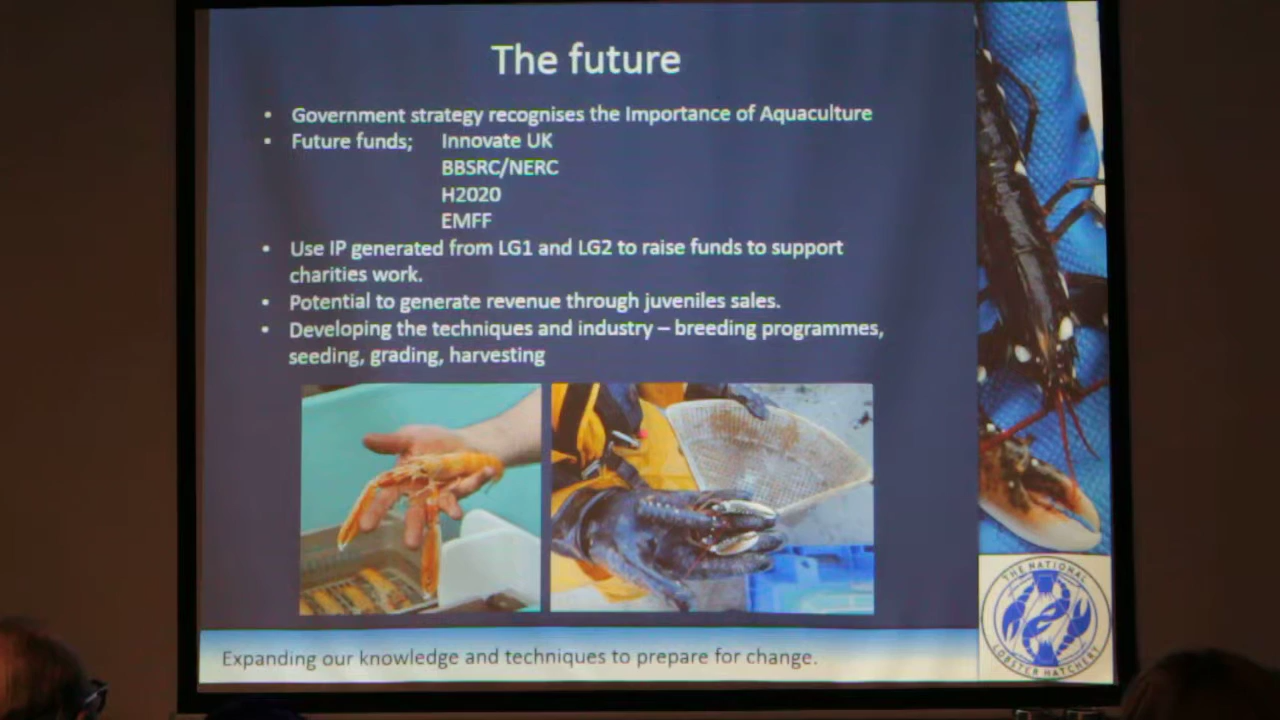 The future
• Government strategy recognises the Importance of Aquaculture
• Future funds; Innovate UK
BBSRC/NERC
H2020
EMFF
• Use IP generated from LG1 and LG2 to raise funds to support
charities work.
• Potential to generate revenue through juveniles sales.
• Developing the techniques and industry – breeding programmes,
seeding, grading, harvesting
Expanding our knowledge and techniques to prepare for change.
THE NATIONAL
LOBSTER HATCHERY